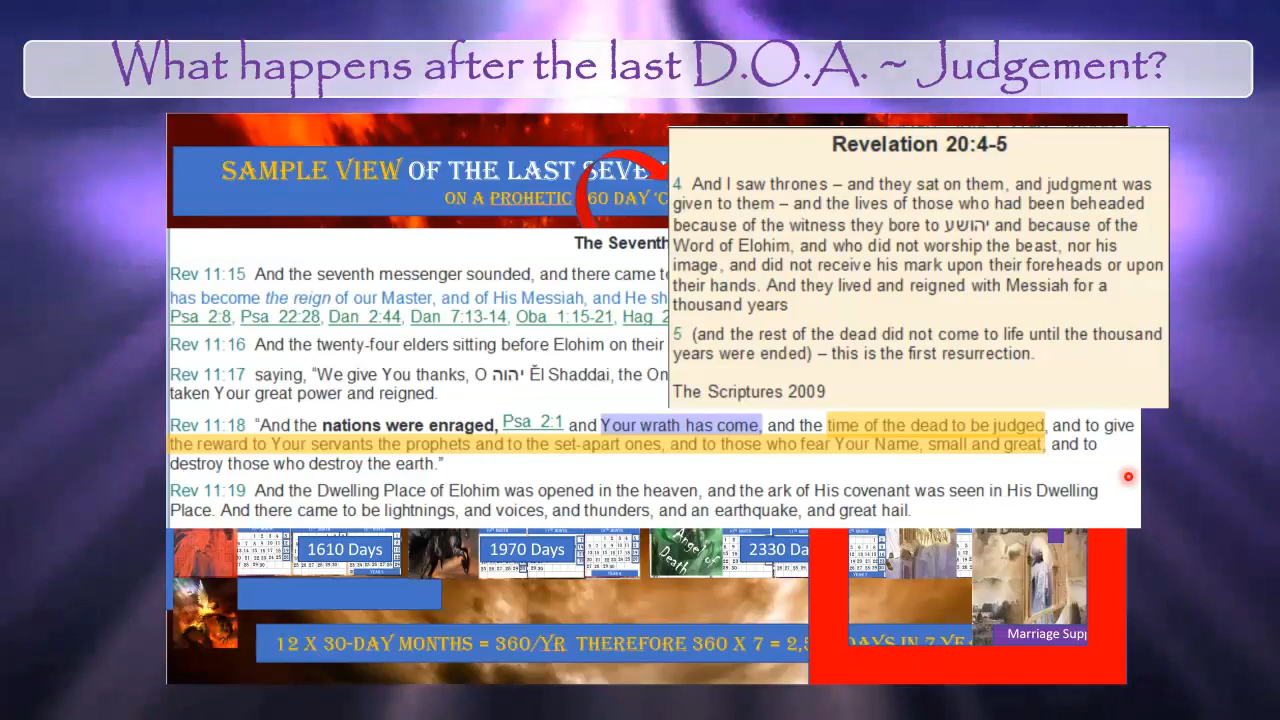 What happens after the last D.O.A. ~ Judgement?
SAMPLE VIEW OF THE LAST SEVE
ON A PROHETIC 360 DAY 'C
The Seventh
Rev 11:15 And the seventh messenger sounded, and there came t
has become the reign of our Master, and of His Messiah, and He sh
Psa 2:8, Psa 22:28, Dan 2:44, Dan 7:13-14, Oba 1:15-21, Hag 2
Rev 11:16 And the twenty-four elders sitting before Elohim on their
Rev 11:17 saying, “We give You thanks, O יהוה Ěl Shaddai, the On
taken Your great power and reigned.
Rev 11:18 “And the nations were enraged, Psa 2:1 and Your wrath has come, and the time of the dead to be judged, and to give
the reward to Your servants the prophets and to the set-apart ones, and to those who fear Your Name, small and great, and to
destroy those who destroy the earth.”
Rev 11:19 And the Dwelling Place of Elohim was opened in the heaven, and the ark of His covenant was seen in His Dwelling
Place. And there came to be lightnings, and voices, and thunders, and an earthquake, and great hail.
Revelation 20:4-5
4 And I saw thrones – and they sat on them, and judgment was
given to them – and the lives of those who had been beheaded
because of the witness they bore to יהושע and because of the
Word of Elohim, and who did not worship the beast, nor his
image, and did not receive his mark upon their foreheads or upon
their hands. And they lived and reigned with Messiah for a
thousand years
5 (and the rest of the dead did not come to life until the thousand
years were ended) – this is the first resurrection.
The Scriptures 2009
1610 Days
1970 Days
Angel of
Death
2330 Da
Marriage Supp
12 X 30-DAY MONTHS = 360/YR THEREFORE 360 X 7 = 2,5
DAYS IN 7 YE